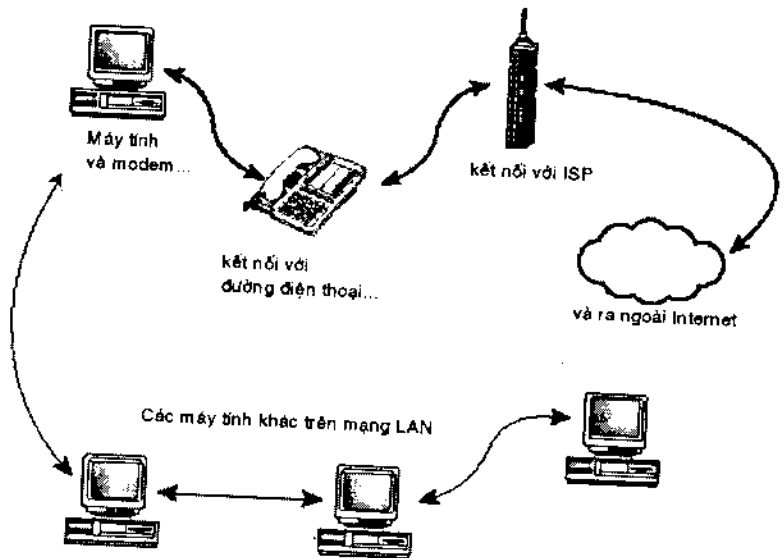 Máy tính
và modem...
kết nối với ISP
kết nối với
đường điện thoại...
và ra ngoài Internet
Các máy tính khác trên mạng LAN